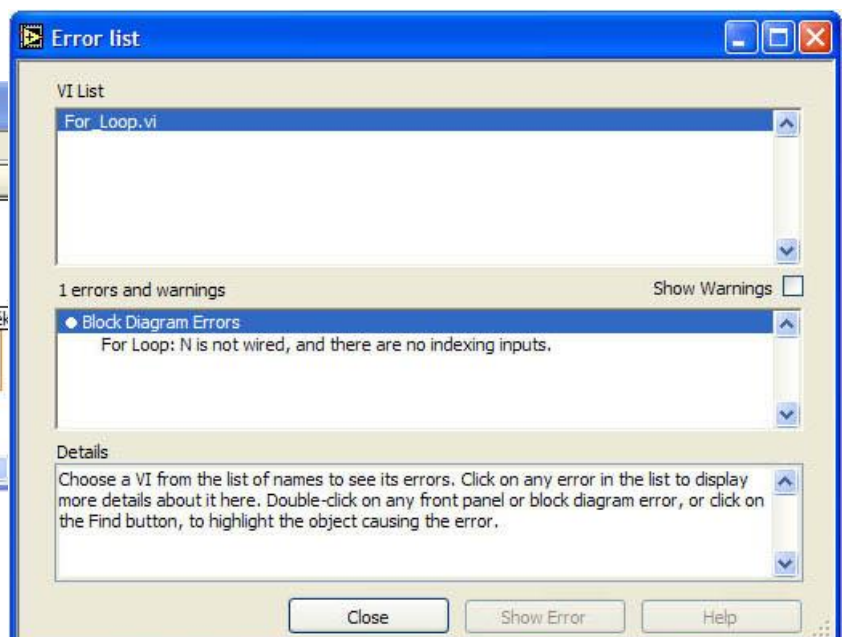 Error list
VI List
For_Loop.vi
1 errors and warnings
Show Warnings
Block Diagram Errors
For Loop: N is not wired, and there are no indexing inputs.
Details
Choose a VI from the list of names to see its errors. Click on any error in the list to display
more details about it here. Double-click on any front panel or block diagram error, or click on
the Find button, to highlight the object causing the error.
Close
Show Error
Help